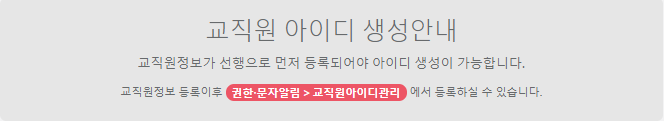 교직원 아이디 생성안내
교직원정보가 선행으로 먼저 등록되어야 아이디 생성이 가능합니다.
교직원정보 등록이후 권한·문자알림 > 교직원아이디관리 에서 등록하실 수 있습니다.